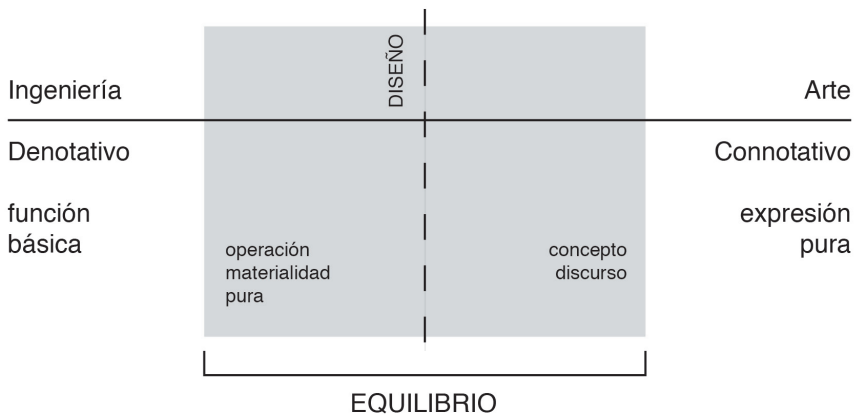 DISEÑO
Ingeniería
Arte
Denotativo
Connotativo
función
básica
expresión
pura
operación
materialidad
pura
concepto
discurso
EQUILIBRIO